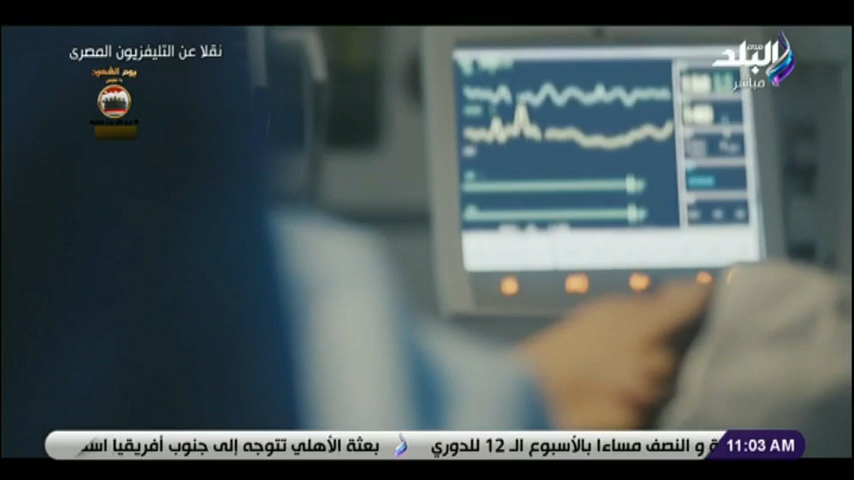 نقلا عن التليفزيون المصرى
صدى
البلد
مباشر
يوم الشهيد
و النصف مساءا بالأسبوع الـ 12 للدوري
بعثة الأهلي تتوجه إلى جنوب أفريقيا
11:03 AM